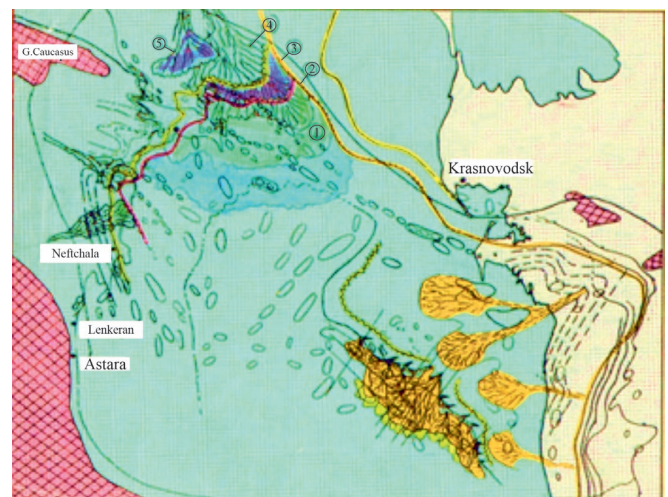 G.Caucasus
⑤
④
③
②
①
Krasnovodsk
Neftchala
Lenkeran
Astara